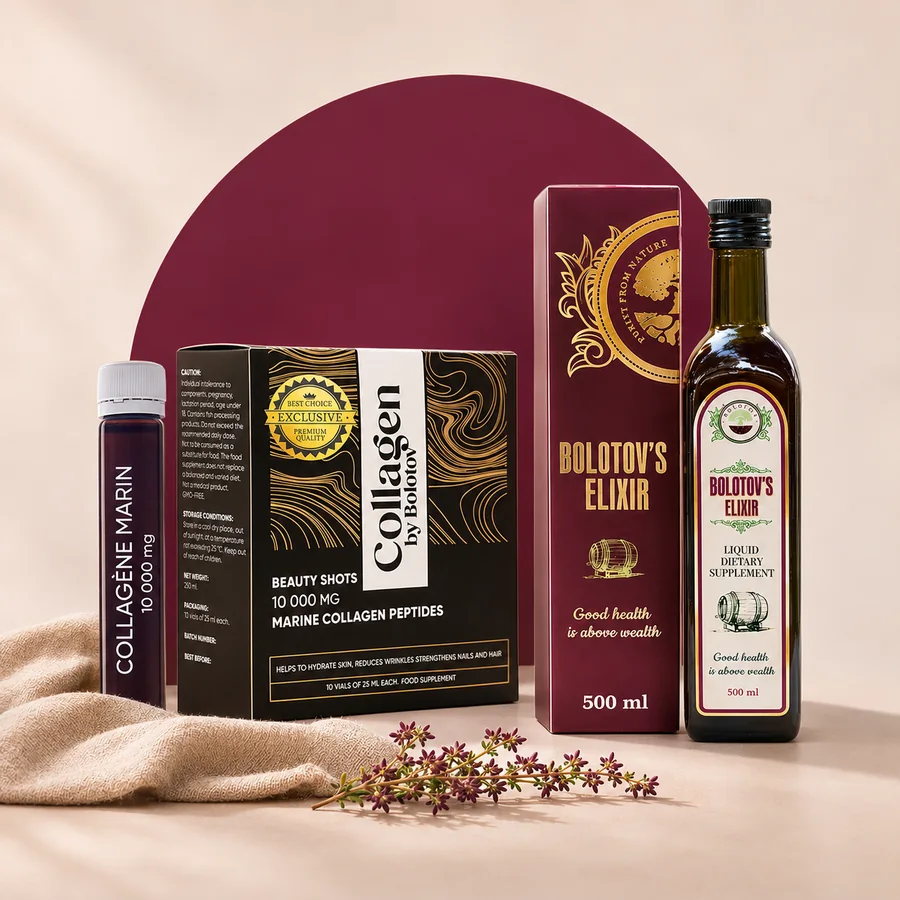 COLLAGÈNE MARIN
10 000 mg
CAUTION:
Individual intolerance to
components, pregnancy,
lactation period, age under
18. Contains fish processing
products. Do not exceed the
recommended daily dose.
Not to be consumed as a
substitute for food. The food
supplement does not replace
a balanced and varied diet.
Not a medical product.
GMO-FREE.
STORAGE CONDITIONS:
Store in a cool dry place, out
of sunlight, at a temperature
not exceeding 25°C. Keep out
of reach of children.
NET WEIGHT:
250 ml.
PACKAGING:
10 vials of 25 ml each.
BATCH NUMBER:
BEST BEFORE:
BEST CHOICE
EXCLUSIVE
PREMIUM
QUALITY
Collagen
by Bolotov
BEAUTY SHOTS
10 000 MG
MARINE COLLAGEN PEPTIDES
HELPS TO HYDRATE SKIN, REDUCES WRINKLES STRENGTHENS NAILS AND HAIR
10 VIALS OF 25 ML EACH. FOOD SUPPLEMENT
FROM NATURE
BOLOTOV'S
ELIXIR
Good health
is above wealth
500 ml
BOLOTOV'S
ELIXIR
LIQUID
DIETARY
SUPPLEMENT
Good health
is above wealth
500 ml